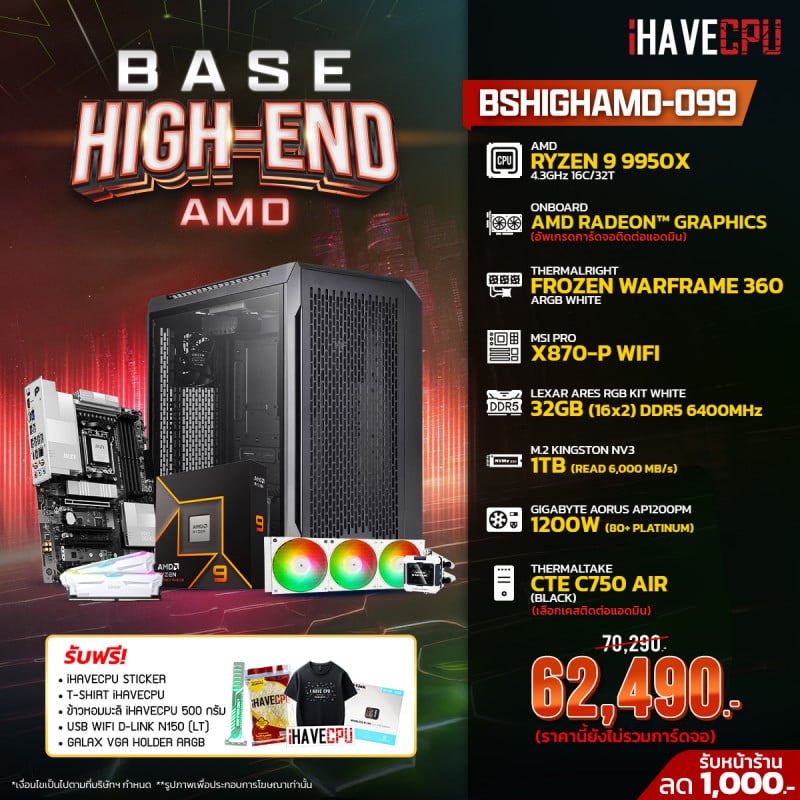 BASE
HIGH-END
AMD
iHAVECPU
BSHIGHAMD-099
AMD
RYZEN 9 9950X
4.3GHz 16C/32T
ONBOARD
AMD RADEON™ GRAPHICS
(อัพเกรดการ์ดจอติดต่อแอดมิน)
THERMALRIGHT
FROZEN WARFRAME 360
ARGB WHITE
MSI PRO
X870-P WIFI
LEXAR ARES RGB KIT WHITE
32GB (16x2) DDR5 6400MHz
M.2 KINGSTON NV3
1TB (READ 6,000 MB/s)
GIGABYTE AORUS AP1200PM
1200W (80+ PLATINUM)
THERMALTAKE
CTE C750 AIR
(BLACK)
(เลือกเคสติดต่อแอดมิน)
70,290.-
62,490.-
(ราคานี้ยังไม่รวมการ์ดจอ)
รับหน้าร้าน
ลด 1,000.-
CPU
DDR5
AMD
RYZEN
9
9
รับฟรี!
• iHAVECPU STICKER
• T-SHIRT iHAVECPU
• ข้าวหอมมะลิ iHAVECPU 500 กรัม
• USB WIFI D-LINK N150 (LT)
• GALAX VGA HOLDER ARGB
I HAVE CPU
iHAVECPU
*เงื่อนไขเป็นไปตามที่บริษัทฯ กำหนด **รูปภาพเพื่อประกอบการโฆษณาเท่านั้น